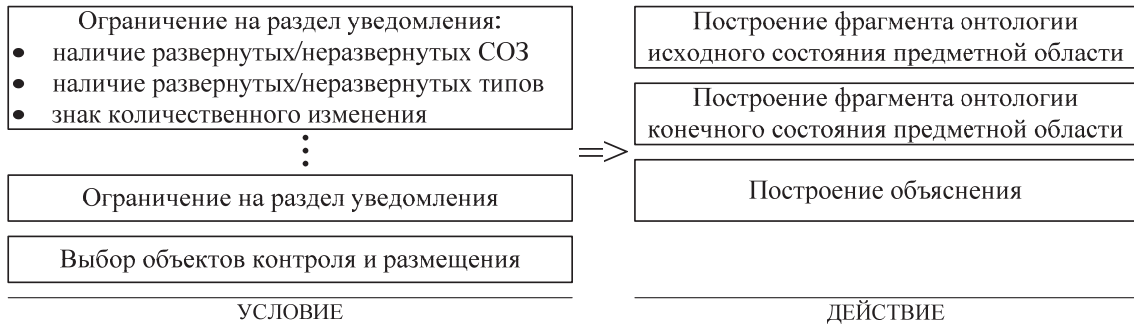 Ограничение на раздел уведомления:
• наличие развернутых/неразвернутых СОЗ
• наличие развернутых/неразвернутых типов
• знак количественного изменения
Ограничение на раздел уведомления
Выбор объектов контроля и размещения
УСЛОВИЕ
=>
Построение фрагмента онтологии
исходного состояния предметной области
Построение фрагмента онтологии
конечного состояния предметной области
Построение объяснения
ДЕЙСТВИЕ